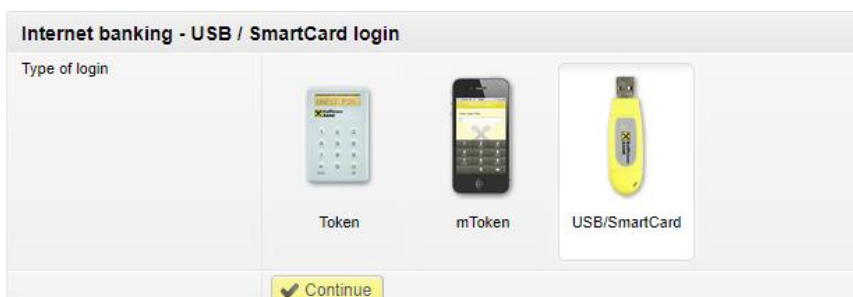 Internet banking - USB / SmartCard login
Type of login
Token
mToken
USB/SmartCard
Continue